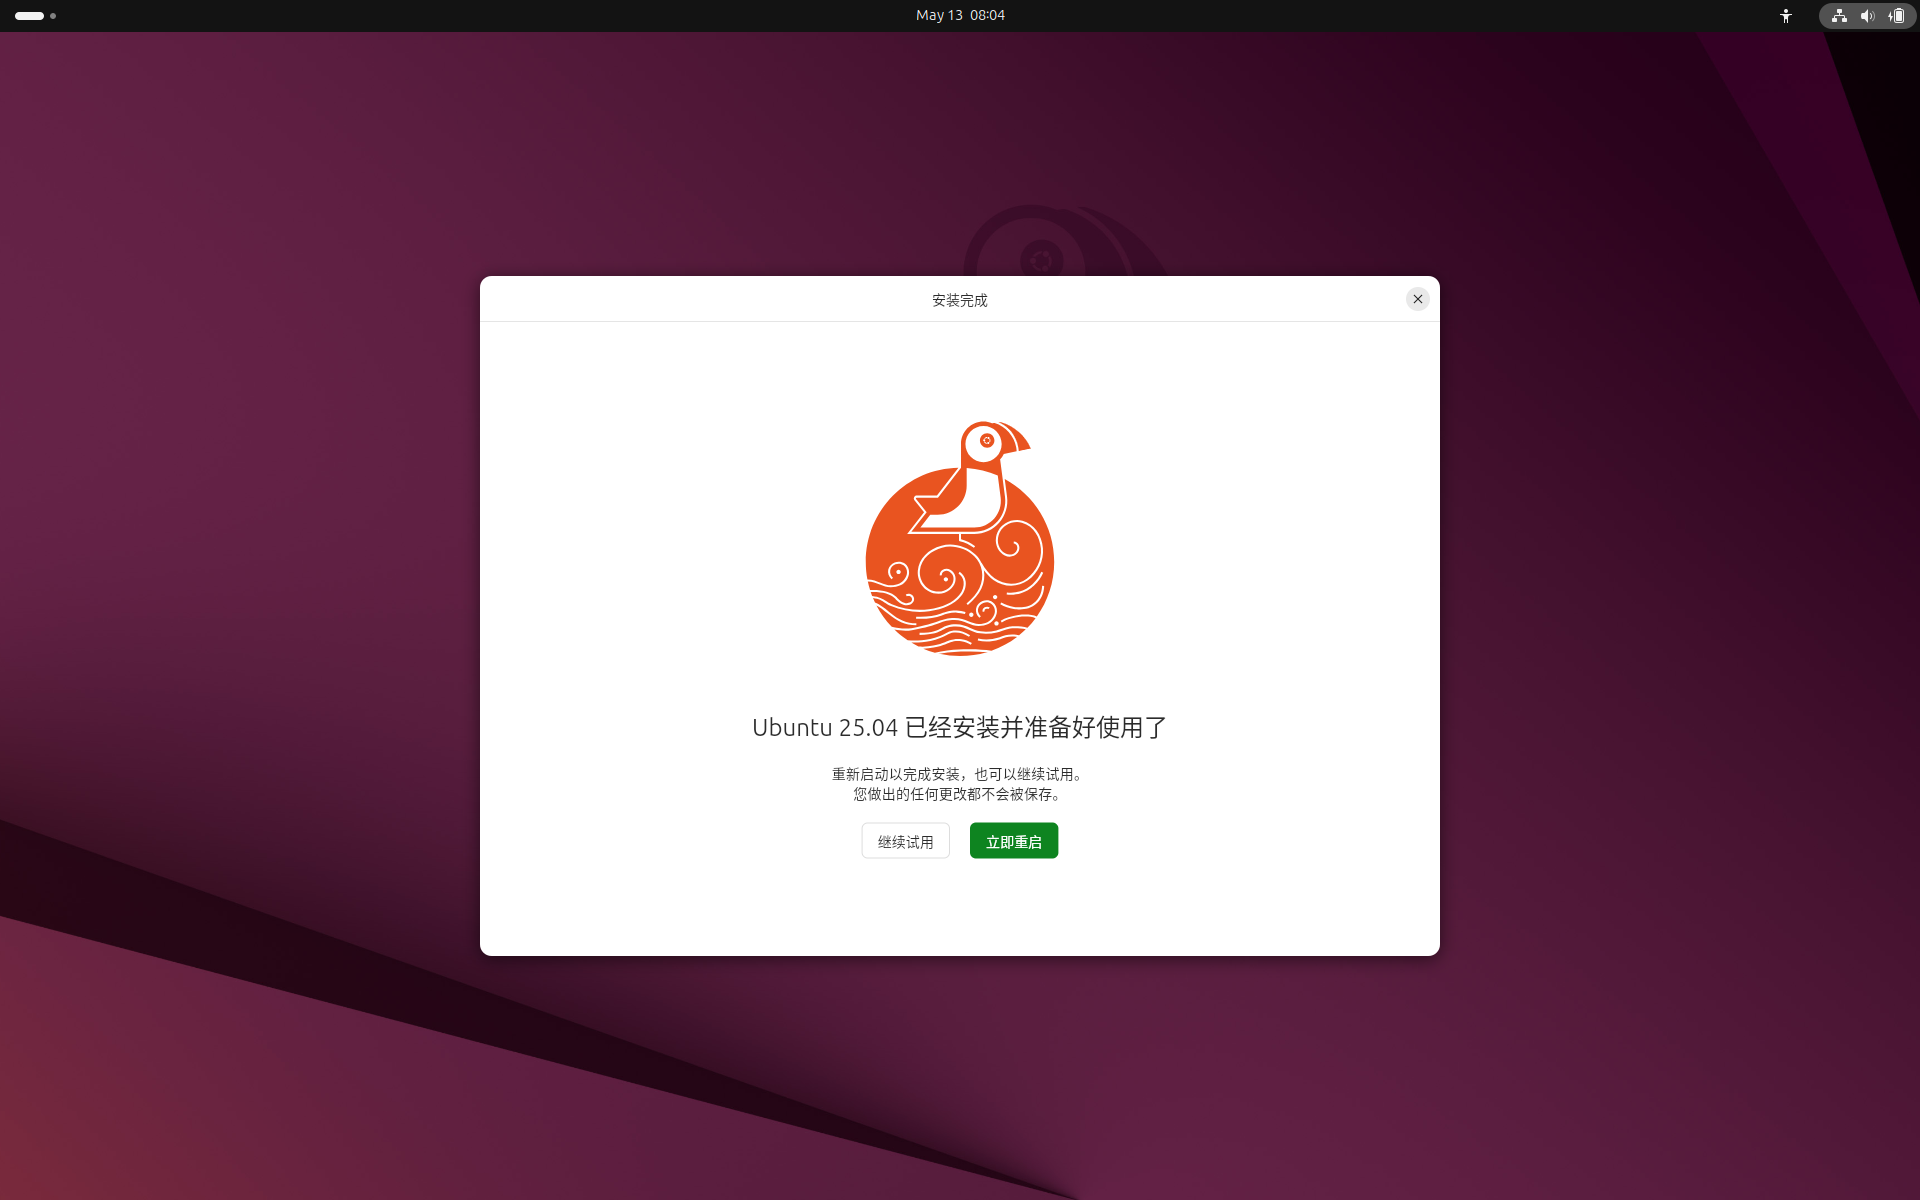 May 13 08:04
安装完成
Ubuntu 25.04 已经安装并准备好使用了
重新启动以完成安装，也可以继续试用。
您做出的任何更改都不会被保存。
继续试用
立即重启